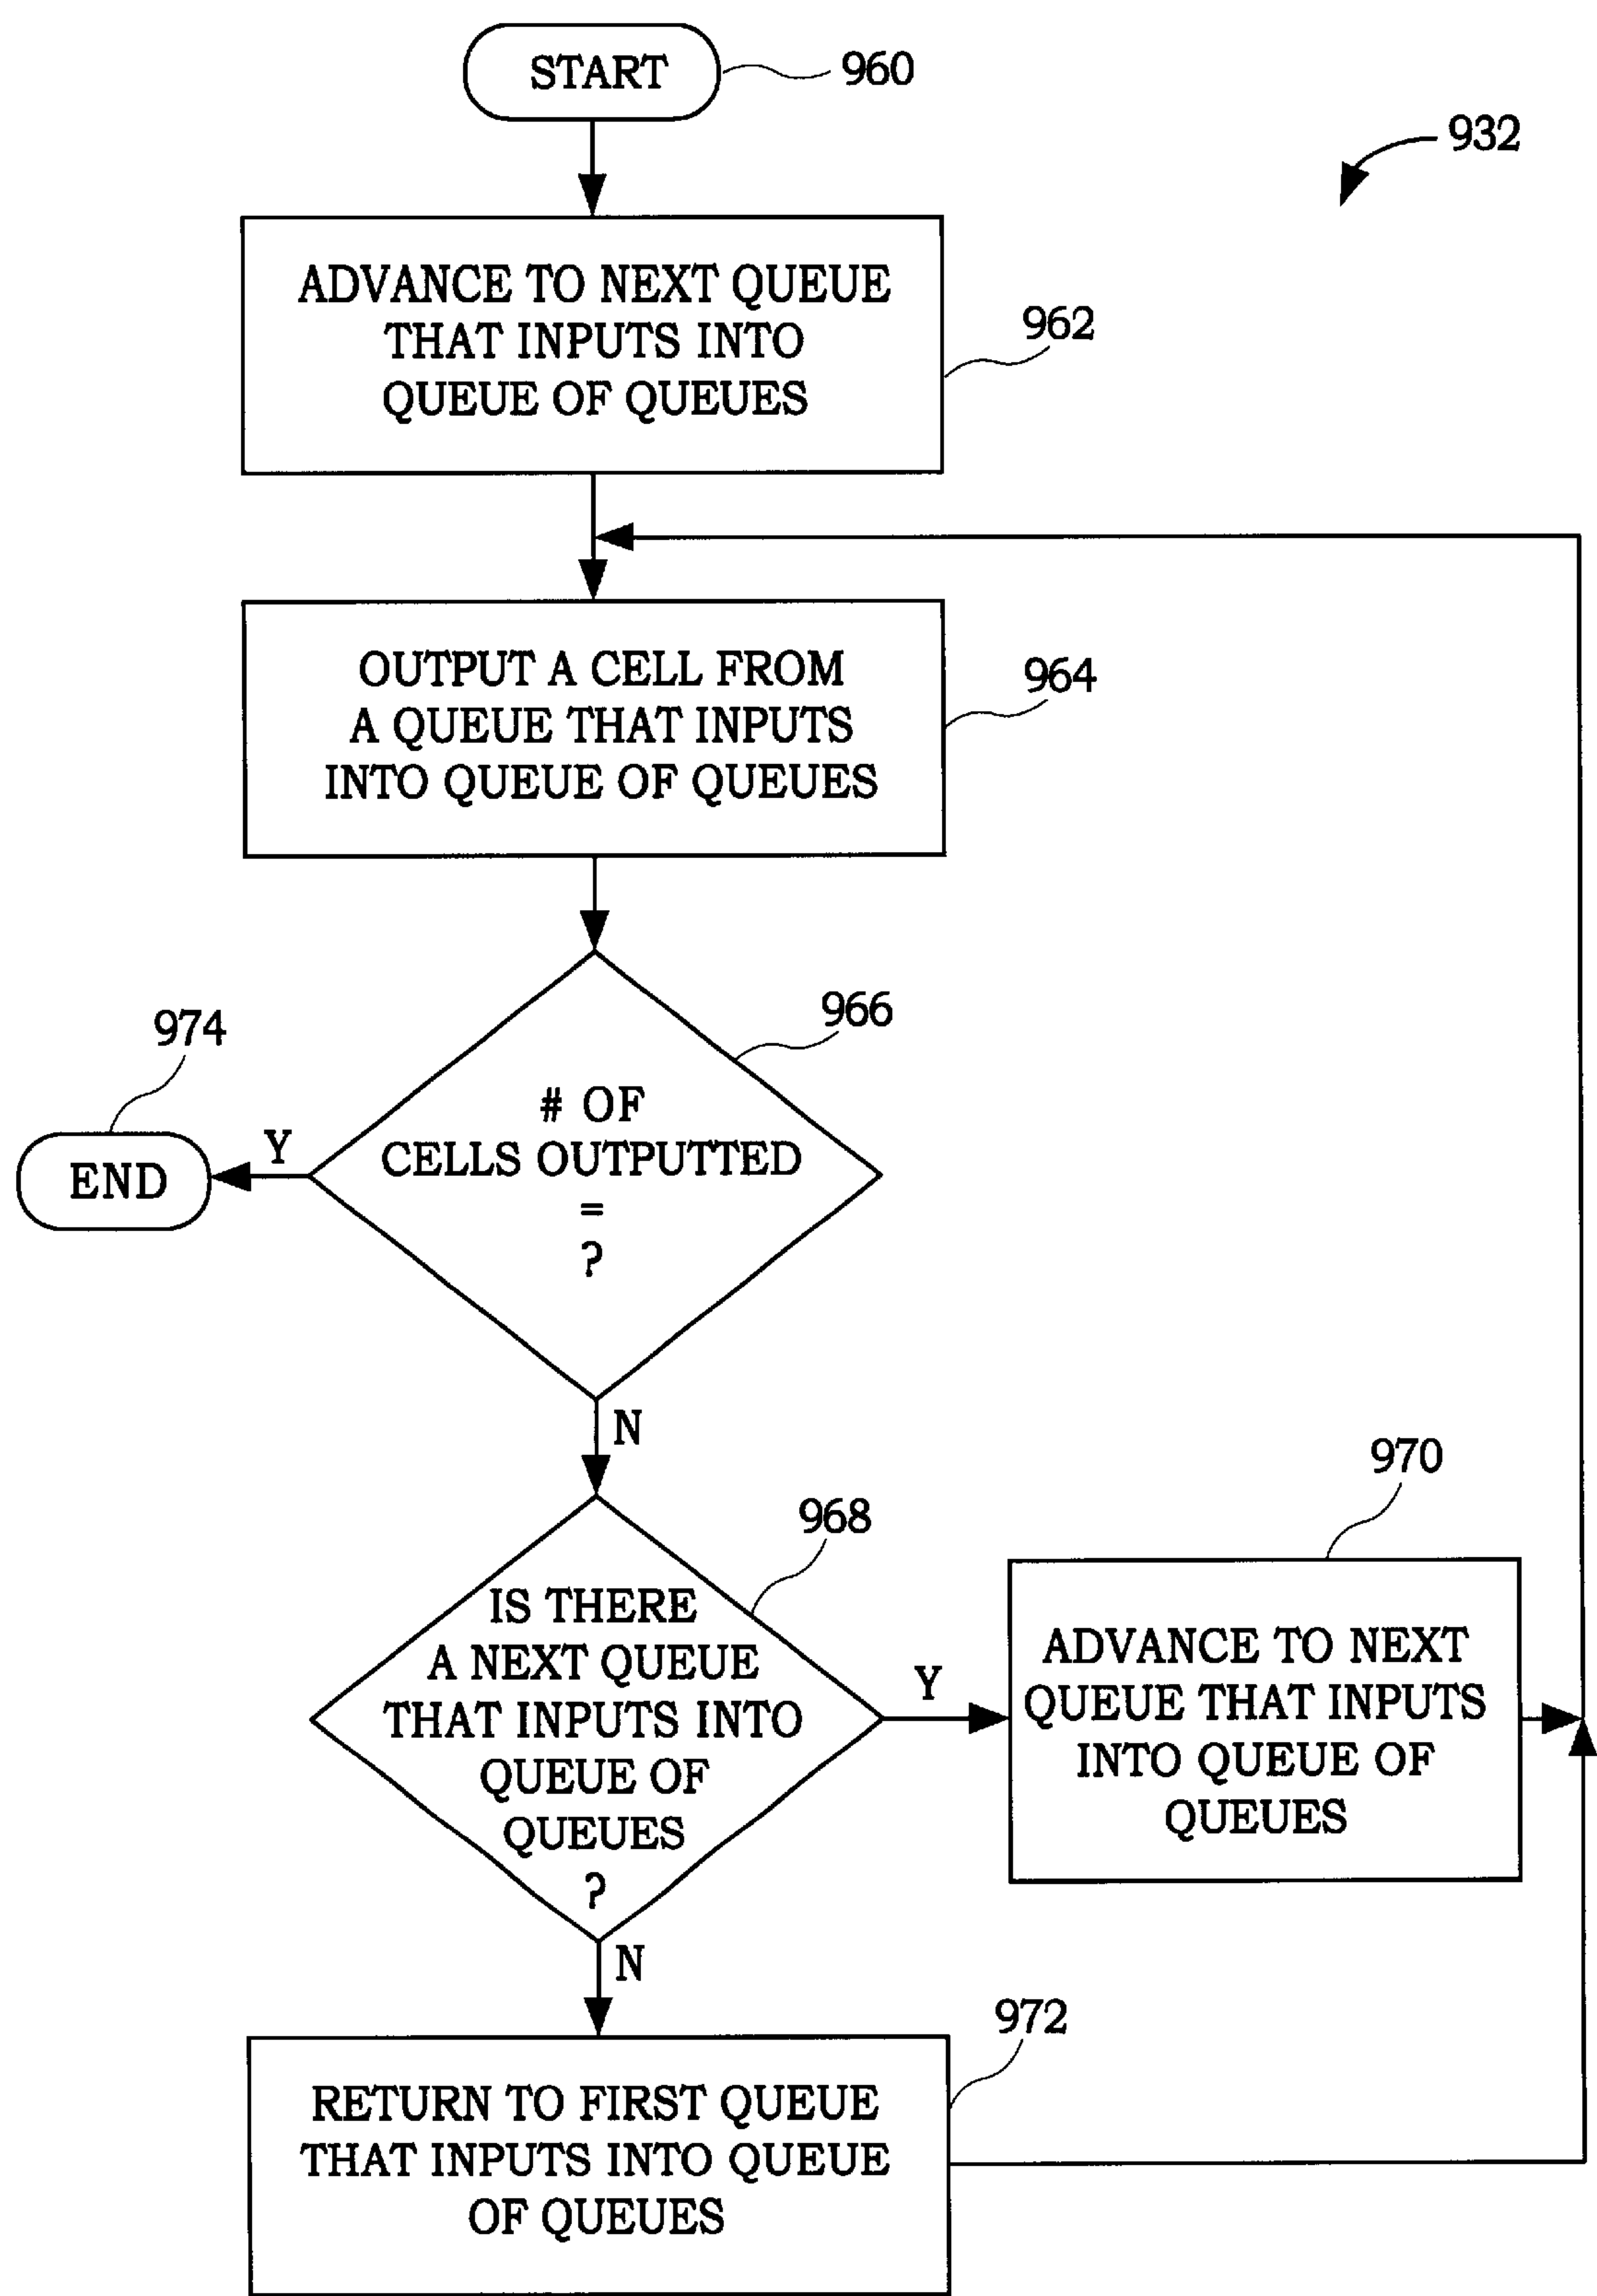 START
960
932
ADVANCE TO NEXT QUEUE
THAT INPUTS INTO
QUEUE OF QUEUES
962
OUTPUT A CELL FROM
A QUEUE THAT INPUTS
INTO QUEUE OF QUEUES
964
966
# OF
CELLS OUTPUTTED
=
?
Y
974
END
N
968
IS THERE
A NEXT QUEUE
THAT INPUTS INTO
QUEUE OF
QUEUES
?
Y
970
ADVANCE TO NEXT
QUEUE THAT INPUTS
INTO QUEUE OF
QUEUES
N
972
RETURN TO FIRST QUEUE
THAT INPUTS INTO QUEUE
OF QUEUES